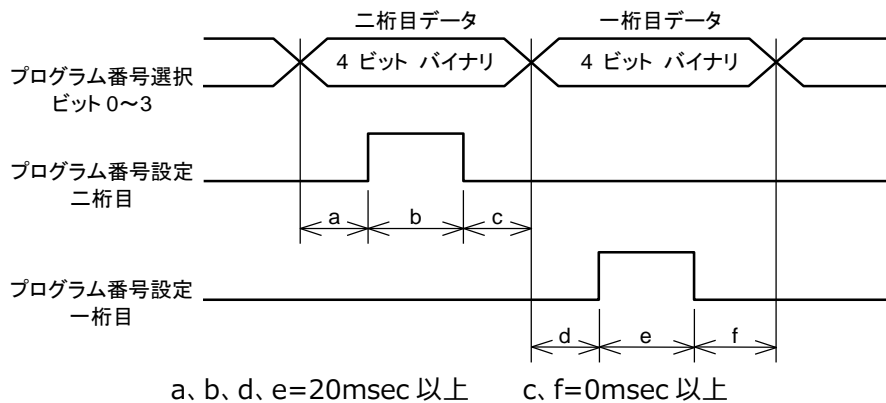 二桁目データ 一桁目データ
4 ビット バイナリ 4 ビット バイナリ
プログラム番号選択
ビット 0～3
プログラム番号設定
二桁目
a b c
プログラム番号設定
一桁目
d e f
a、b、d、e=20msec 以上 c、f=0msec 以上